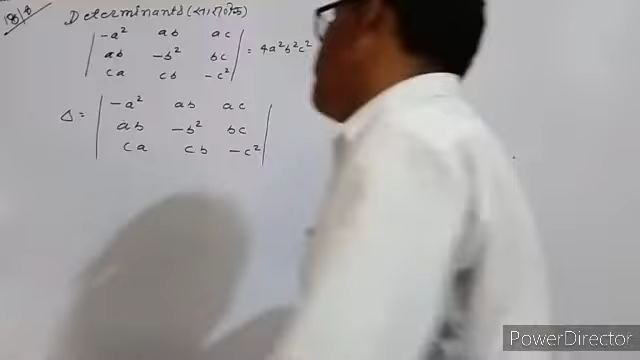 Determinants (सारणिक)
| -a² ab ac |
| ab -b² bc | = 4a²b²c²
| ca cb -c² |
| -a² ab ac |
Δ = | ab -b² bc |
| ca cb -c² |
PowerDirector